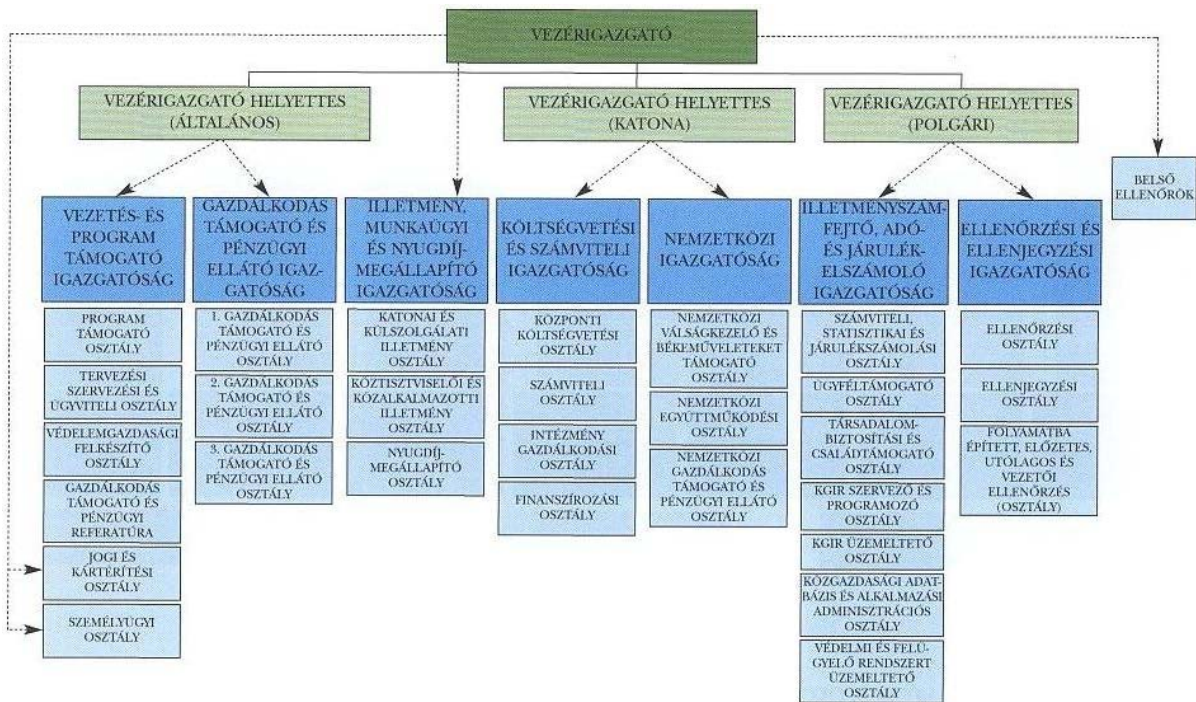 VEZÉRIGAZGATÓ
VEZÉRIGAZGATÓ HELYETTES
(ÁLTALÁNOS)
VEZÉRIGAZGATÓ HELYETTES
(KATONA)
VEZÉRIGAZGATÓ HELYETTES
(POLGÁRI)
BELSŐ
ELLENŐRÖK
VEZETÉS- ÉS
PROGRAM
TÁMOGATÓ
IGAZGATÓSÁG
PROGRAM
TÁMOGATÓ
OSZTÁLY
TERVEZÉSI
SZERVEZÉSI ÉS
ÜGYVITELI OSZTÁLY
VÉDELEMGAZDASÁGI
FELKÉSZÍTŐ
OSZTÁLY
GAZDÁLKODÁS
TÁMOGATÓ ÉS
PÉNZÜGYI
REFERATÚRA
JOGI ÉS
KÁRTÉRÍTÉSI
OSZTÁLY
SZEMÉLYÜGYI
OSZTÁLY
GAZDÁLKODÁS
TÁMOGATÓ ÉS
PÉNZÜGYI
ELLÁTÓ IGAZ-
GATÓSÁG
1. GAZDÁLKODÁS
TÁMOGATÓ ÉS
PÉNZÜGYI ELLÁTÓ
OSZTÁLY
2. GAZDÁLKODÁS
TÁMOGATÓ ÉS
PÉNZÜGYI ELLÁTÓ
OSZTÁLY
3. GAZDÁLKODÁS
TÁMOGATÓ ÉS
PÉNZÜGYI ELLÁTÓ
OSZTÁLY
ILLETMÉNY,
MUNKAÜGYI
ÉS NYUGDÍJ-
MEGÁLLAPÍTÓ
IGAZGATÓSÁG
KATONAI ÉS
KÜLSZOLGÁLATI
ILLETMÉNY
OSZTÁLY
KÖZTISZTVISELŐI ÉS
KÖZALKALMAZOTTI
ILLETMÉNY
OSZTÁLY
NYUGDÍJ-
MEGÁLLAPÍTÓ
OSZTÁLY
KÖLTSÉGVETÉSI
ÉS SZÁMVITELI
IGAZGATÓSÁG
KÖZPONTI
KÖLTSÉGVETÉSI
OSZTÁLY
SZÁMVITELI
OSZTÁLY
INTÉZMÉNY
GAZDÁLKODÁSI
OSZTÁLY
FINANSZÍROZÁSI
OSZTÁLY
NEMZETKÖZI
IGAZGATÓSÁG
NEMZETKÖZI
VÁLSÁGKEZELŐ ÉS
BÉKEMŰVELETEKET
TÁMOGATÓ
OSZTÁLY
NEMZETKÖZI
EGYÜTTMŰKÖDÉSI
OSZTÁLY
NEMZETKÖZI
GAZDÁLKODÁS
TÁMOGATÓ ÉS
PÉNZÜGYI ELLÁTÓ
OSZTÁLY
ILLETMÉNYSZÁM-
FEJTŐ, ADÓ-
ÉS JÁRULÉK-
ELSZÁMOLÓ
IGAZGATÓSÁG
SZÁMVITELI,
STATISZTIKAI ÉS
JÁRULÉKSZÁMOLÁSI
OSZTÁLY
ÜGYFÉLTÁMOGATÓ
OSZTÁLY
TÁRSADALOM-
BIZTOSÍTÁSI ÉS
CSALÁDTÁMOGATÓ
OSZTÁLY
KGIR SZERVEZŐ ÉS
PROGRAMOZÓ
OSZTÁLY
KGIR ÜZEMELTETŐ
OSZTÁLY
KÖZGAZDASÁGI ADAT-
BÁZIS ÉS ALKALMAZÁSI
ADMINISZTRÁCIÓS
OSZTÁLY
VÉDELMI ÉS FELÜ-
GYELŐ RENDSZERT
ÜZEMELTETŐ
OSZTÁLY
ELLENŐRZÉSI ÉS
ELLENJEGYZÉSI
IGAZGATÓSÁG
ELLENŐRZÉSI
OSZTÁLY
ELLENJEGYZÉSI
OSZTÁLY
FOLYAMATBA
ÉPÍTETT, ELŐZETES,
UTÓLAGOS ÉS
VEZETŐI
ELLENŐRZÉS
(OSZTÁLY)